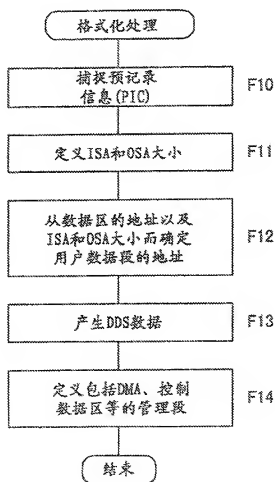 格式化处理
捕捉预记录
信息(PIC)
F10
定义ISA和OSA大小
F11
从数据区的地址以及
ISA和OSA大小而确定
用户数据段的地址
F12
产生DDS数据
F13
定义包括DMA、控制
数据区等的管理段
F14
结束